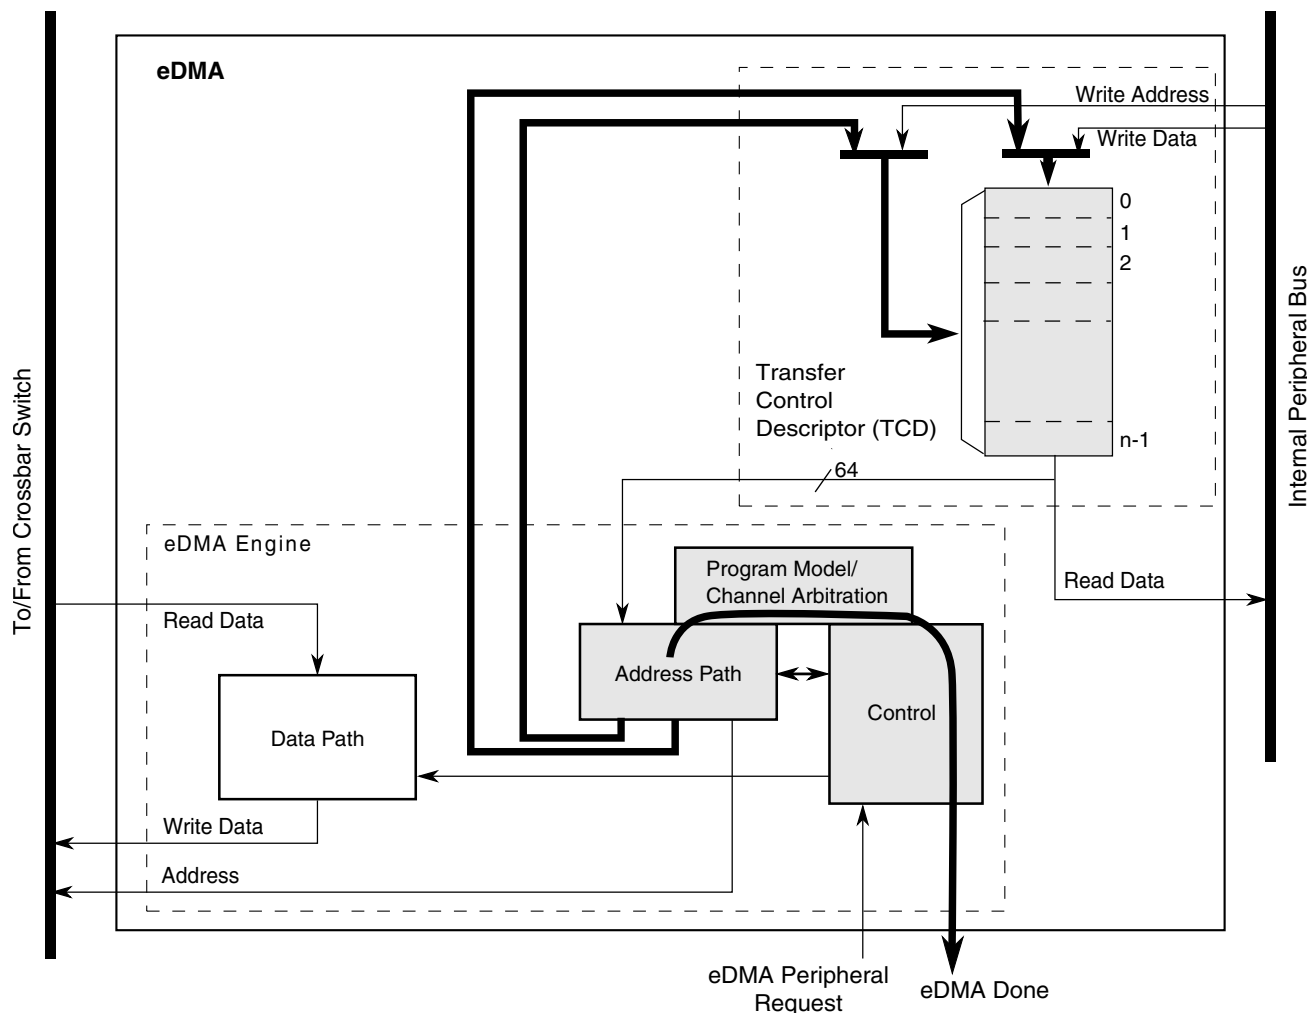 eDMA
Write Address
Write Data
0
1
2
n-1
Transfer
Control
Descriptor (TCD)
64
To/From Crossbar Switch
Internal Peripheral Bus
eDMA Engine
Program Model/
Channel Arbitration
Read Data
Read Data
Address Path
Control
Data Path
Write Data
Address
eDMA Peripheral
Request
eDMA Done